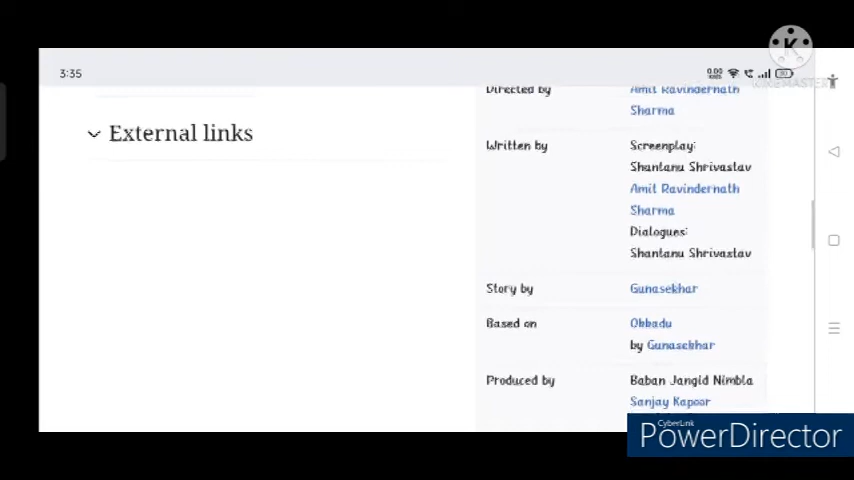 3:35
KINEMASTER
External links
Directed by
Amit Ravindernath
Sharma
Written by
Screenplay:
Shantanu Shrivastav
Amit Ravindernath
Sharma
Dialogues:
Shantanu Shrivastav
Story by
Gunasekhar
Based on
Okkadu
by Gunasekhar
Produced by
Baban Jangid Nimbla
Sanjay Kapoor
CyberLink
PowerDirector